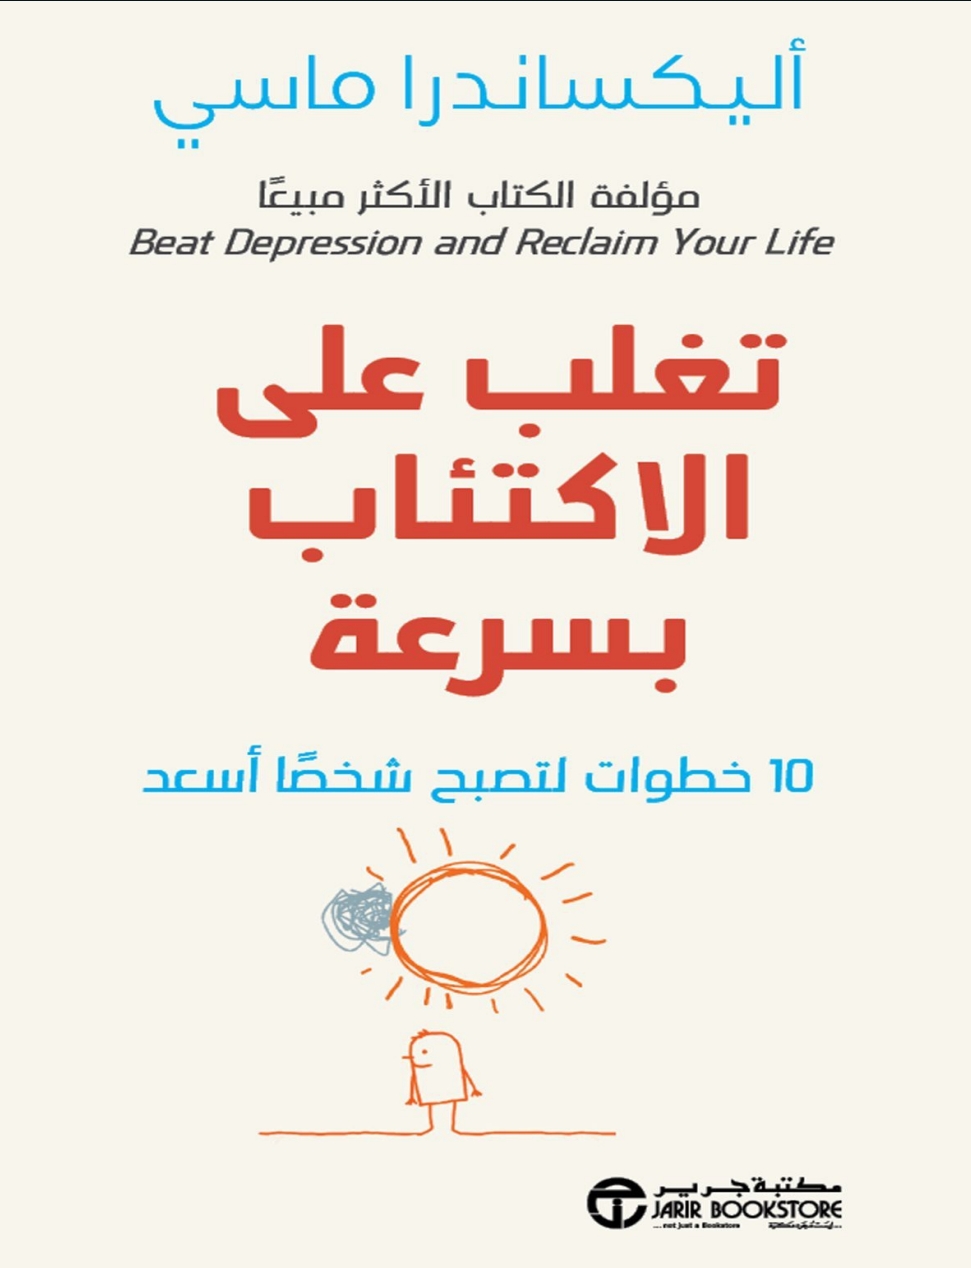 أليكساندرا ماسي
مؤلفة الكتاب الأكثر مبيعًا
Beat Depression and Reclaim Your Life
تغلب على
الاكتئاب
بسرعة
10 خطوات لتصبح شخصًا أسعد
مكتبة جرير
JARIR BOOKSTORE
...not just a Bookstore